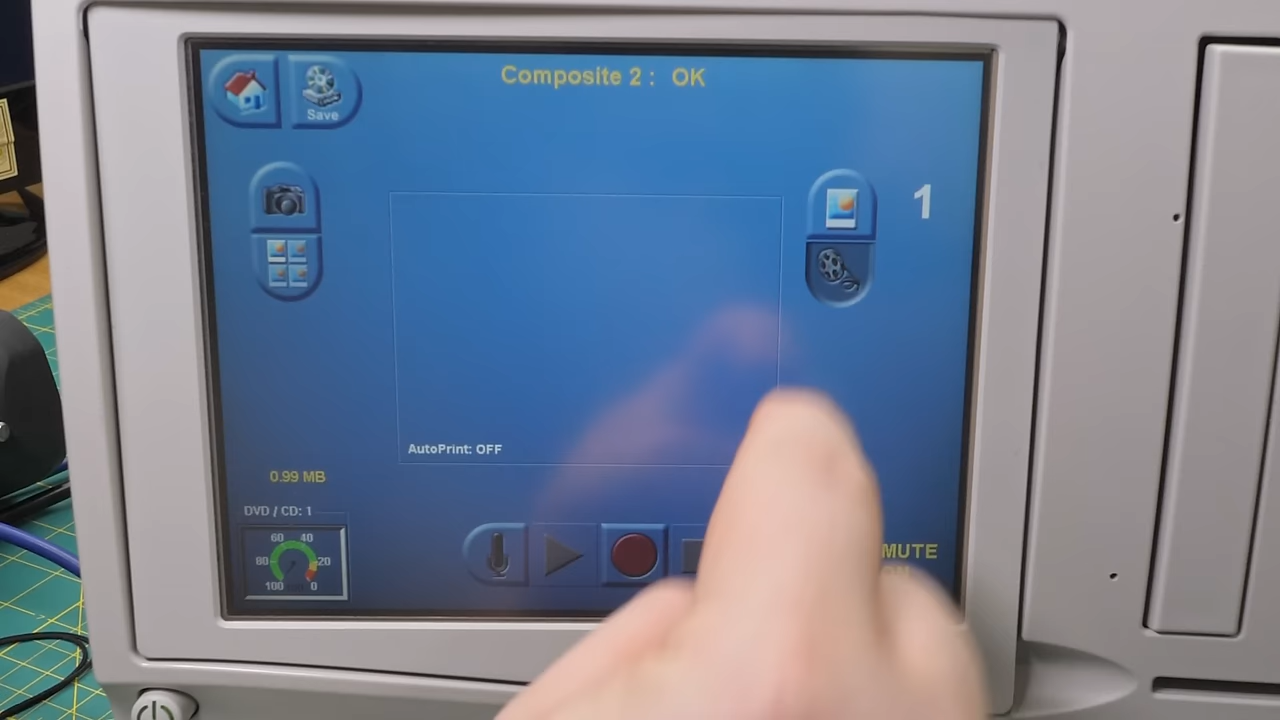 Composite 2 : OK
Save
1
AutoPrint: OFF
0.99 MB
DVD / CD: 1
60 40
80 20
100 0
MUTE